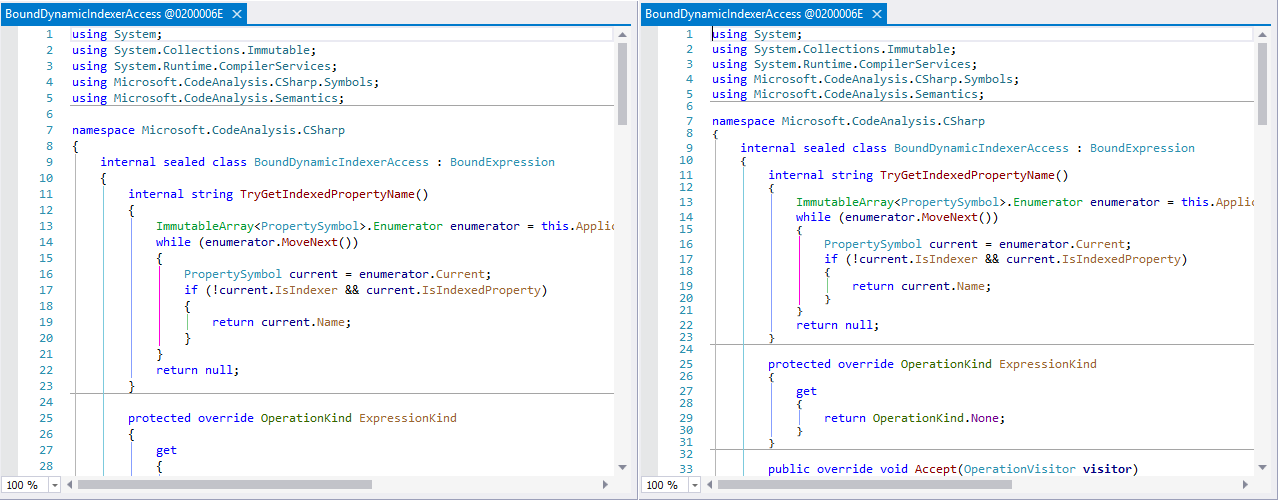 BoundDynamicIndexerAccess @0200006E
1 using System;
2 using System.Collections.Immutable;
3 using System.Runtime.CompilerServices;
4 using Microsoft.CodeAnalysis.CSharp.Symbols;
5 using Microsoft.CodeAnalysis.Semantics;
6
7 namespace Microsoft.CodeAnalysis.CSharp
8 {
9 internal sealed class BoundDynamicIndexerAccess : BoundExpression
10 {
11 internal string TryGetIndexedPropertyName()
12 {
13 ImmutableArray<PropertySymbol>.Enumerator enumerator = this.Applic
14 while (enumerator.MoveNext())
15 {
16 PropertySymbol current = enumerator.Current;
17 if (!current.IsIndexer && current.IsIndexedProperty)
18 {
19 return current.Name;
20 }
21 }
22 return null;
23 }
24
25 protected override OperationKind ExpressionKind
26 {
27 get
28 {
100 %
BoundDynamicIndexerAccess @0200006E
1 using System;
2 using System.Collections.Immutable;
3 using System.Runtime.CompilerServices;
4 using Microsoft.CodeAnalysis.CSharp.Symbols;
5 using Microsoft.CodeAnalysis.Semantics;
6
7 namespace Microsoft.CodeAnalysis.CSharp
8 {
9 internal sealed class BoundDynamicIndexerAccess : BoundExpression
10 {
11 internal string TryGetIndexedPropertyName()
12 {
13 ImmutableArray<PropertySymbol>.Enumerator enumerator = this.Applic
14 while (enumerator.MoveNext())
15 {
16 PropertySymbol current = enumerator.Current;
17 if (!current.IsIndexer && current.IsIndexedProperty)
18 {
19 return current.Name;
20 }
21 }
22 return null;
23 }
24
25 protected override OperationKind ExpressionKind
26 {
27 get
28 {
29 return OperationKind.None;
30 }
31 }
32
33 public override void Accept(OperationVisitor visitor)
100 %